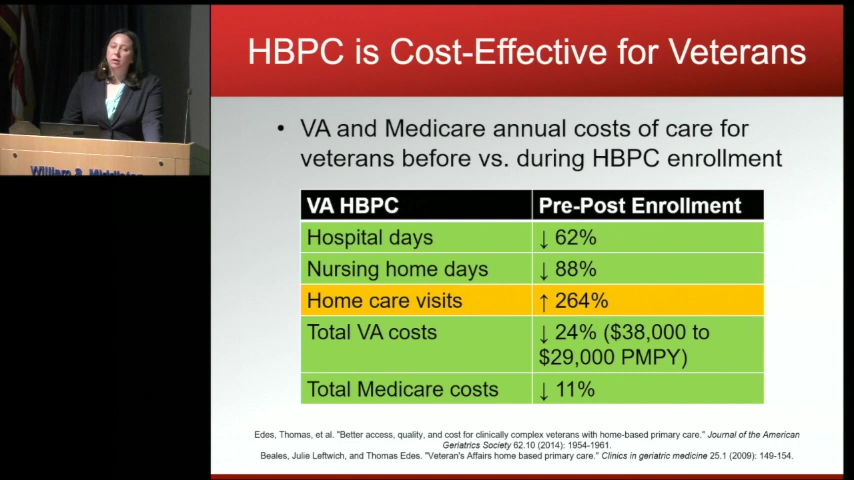 HBPC is Cost-Effective for Veterans
• VA and Medicare annual costs of care for
veterans before vs. during HBPC enrollment
VA HBPC Pre-Post Enrollment
Hospital days ↓ 62%
Nursing home days ↓ 88%
Home care visits ↑ 264%
Total VA costs ↓ 24% ($38,000 to
$29,000 PMPY)
Total Medicare costs ↓ 11%
Edes, Thomas, et al. "Better access, quality, and cost for clinically complex veterans with home-based primary care." Journal of the American
Geriatrics Society 62.10 (2014): 1954-1961.
Beales, Julie Leftwich, and Thomas Edes. "Veteran's Affairs home based primary care." Clinics in geriatric medicine 25.1 (2009): 149-154.
William S.